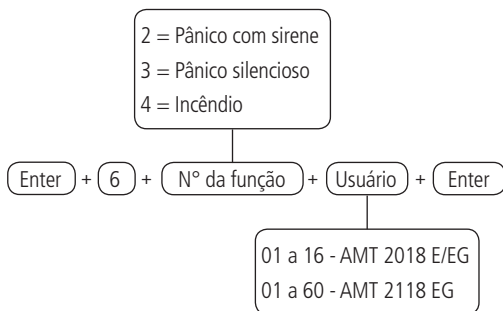 2 = Pânico com sirene
3 = Pânico silencioso
4 = Incêndio
Enter + 6 + N° da função + Usuário + Enter
01 a 16 - AMT 2018 E/EG
01 a 60 - AMT 2118 EG